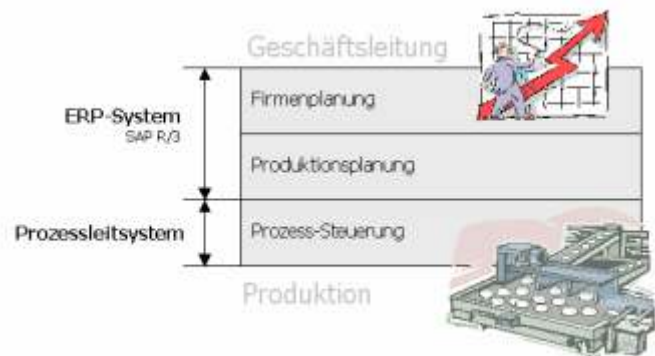 Geschäftsleitung
Firmenplanung
ERP-System
SAP R/3
Produktionsplanung
Prozessleitsystem
Prozess-Steuerung
Produktion